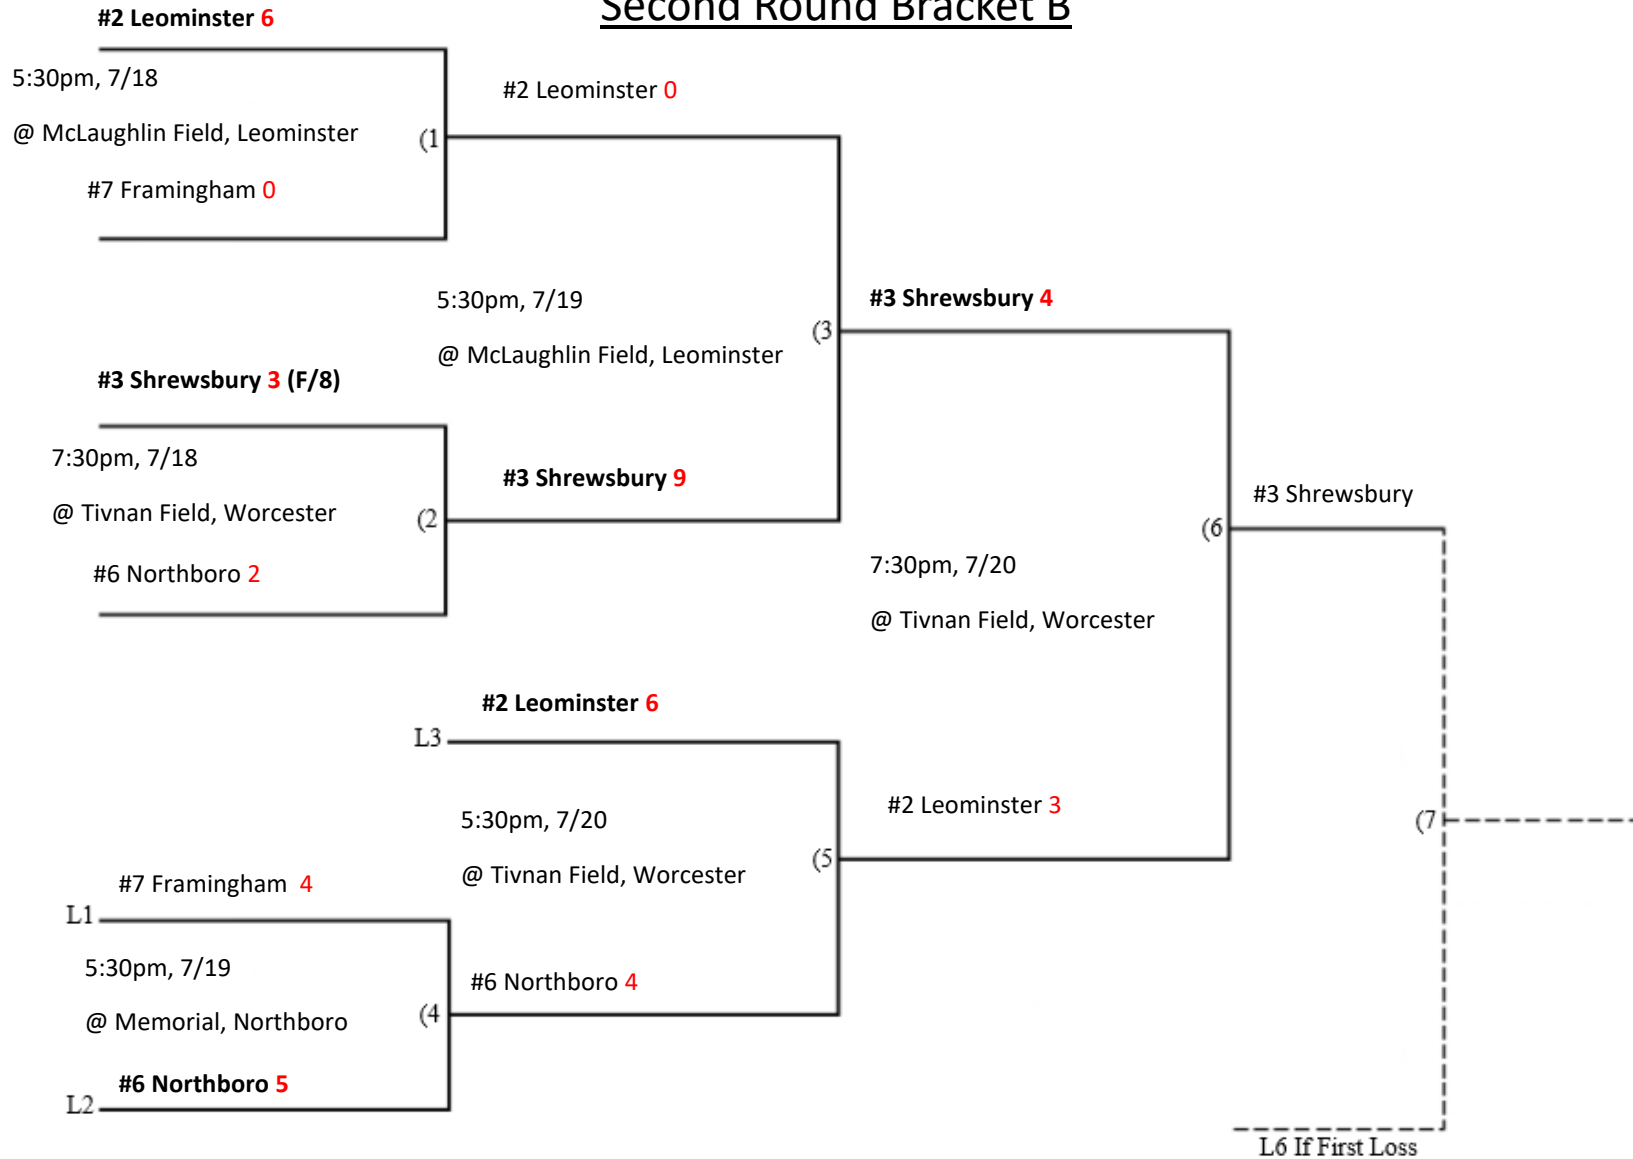 Second Round Bracket B
#2 Leominster 6
5:30pm, 7/18
@ McLaughlin Field, Leominster
(1
#7 Framingham 0
#2 Leominster 0
5:30pm, 7/19
@ McLaughlin Field, Leominster
(3
#3 Shrewsbury 3 (F/8)
7:30pm, 7/18
@ Tivnan Field, Worcester
(2
#6 Northboro 2
#3 Shrewsbury 9
#3 Shrewsbury 4
7:30pm, 7/20
@ Tivnan Field, Worcester
(6
#3 Shrewsbury
#2 Leominster 6
L3
5:30pm, 7/20
@ Tivnan Field, Worcester
(5
#2 Leominster 3
(7
#7 Framingham 4
L1
5:30pm, 7/19
@ Memorial, Northboro
(4
#6 Northboro 4
#6 Northboro 5
L2
L6 If First Loss